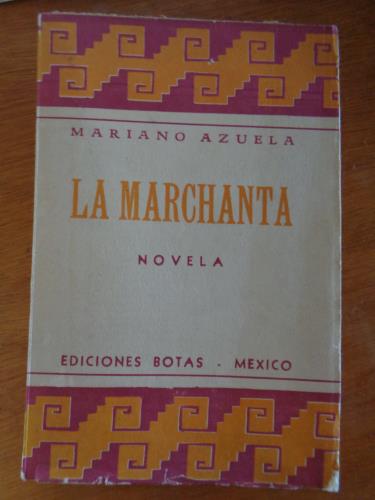 MARIANO AZUELA
LA MARCHANTA
NOVELA
EDICIONES BOTAS - MEXICO